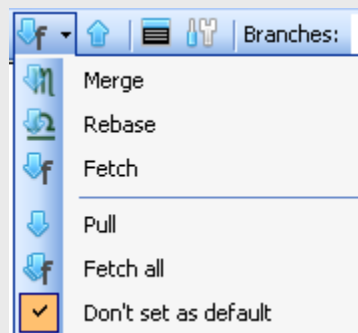 Branches:
Merge
Rebase
Fetch
Pull
Fetch all
Don't set as default